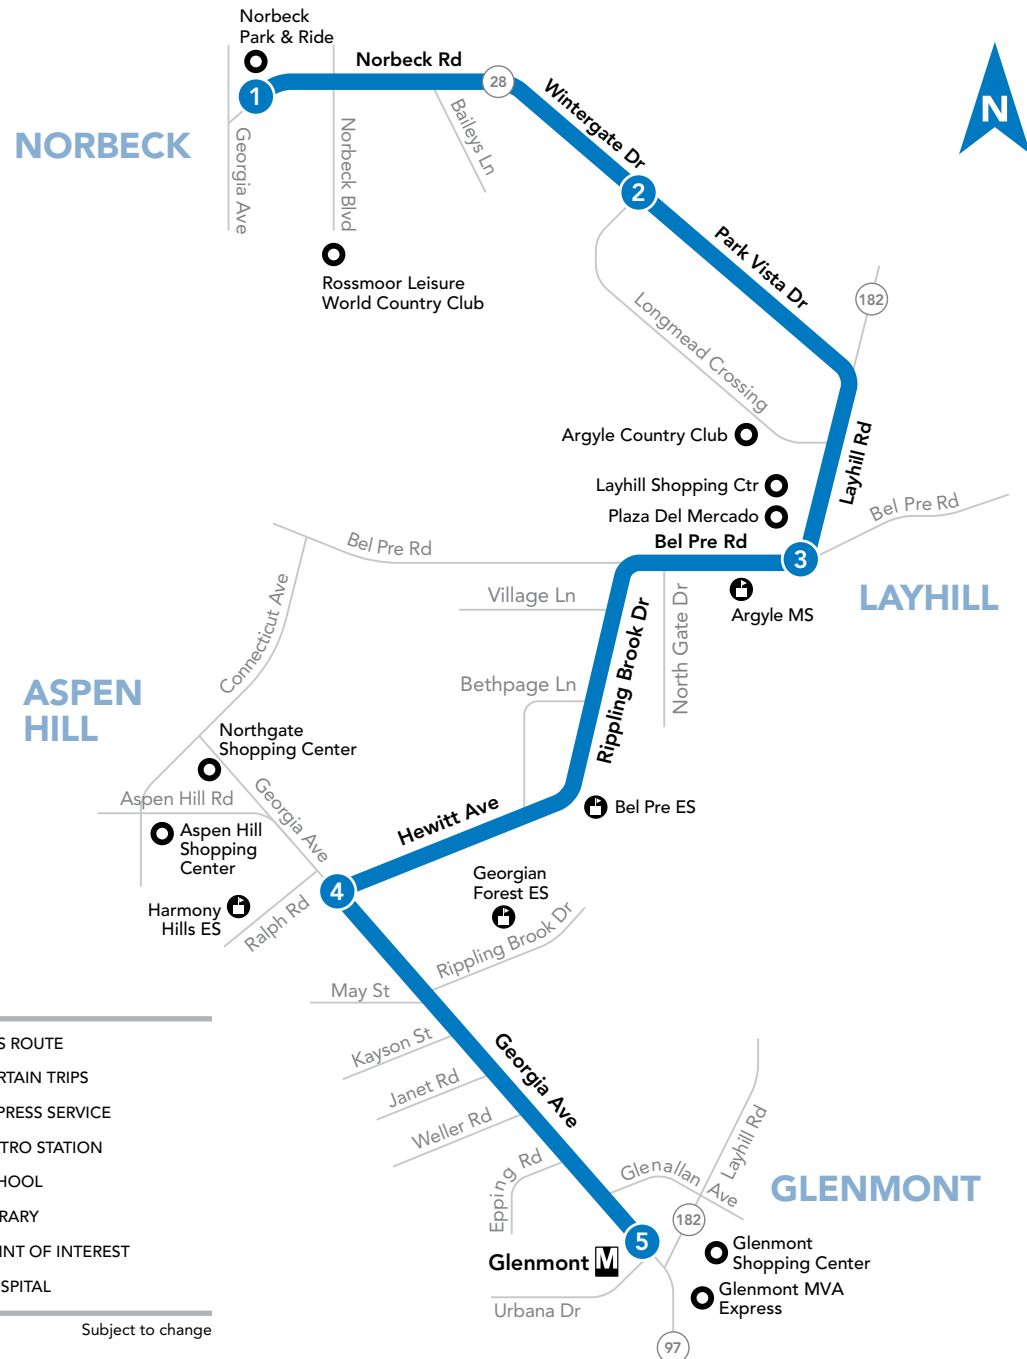 Norbeck
Park & Ride
Norbeck Rd
28
1
Wintergate Dr
N
NORBECK
Georgia Ave
Norbeck Blvd
Baileys Ln
2
Park Vista Dr
Rossmoor Leisure
World Country Club
182
Longmead Crossing
Argyle Country Club
Layhill Rd
Layhill Shopping Ctr
Plaza Del Mercado
Bel Pre Rd
Bel Pre Rd
Bel Pre Rd
3
Argyle MS
LAYHILL
Village Ln
North Gate Dr
Rippling Brook Dr
Connecticut Ave
Bethpage Ln
ASPEN
HILL
Northgate
Shopping Center
Aspen Hill Rd
Georgia Ave
Hewitt Ave
Bel Pre ES
Aspen Hill
Shopping
Center
4
Georgian
Forest ES
Harmony
Hills ES
Ralph Rd
Rippling Brook Dr
May St
Kayson St
Georgia Ave
Janet Rd
Weller Rd
Epping Rd
Glenallan Ave
Layhill Rd
GLENMONT
182
5
Glenmont M
Glenmont
Shopping Center
Glenmont MVA
Express
Urbana Dr
97
S ROUTE
RTAIN TRIPS
PRESS SERVICE
TRO STATION
HOOL
RARY
INT OF INTEREST
SPITAL
Subject to change